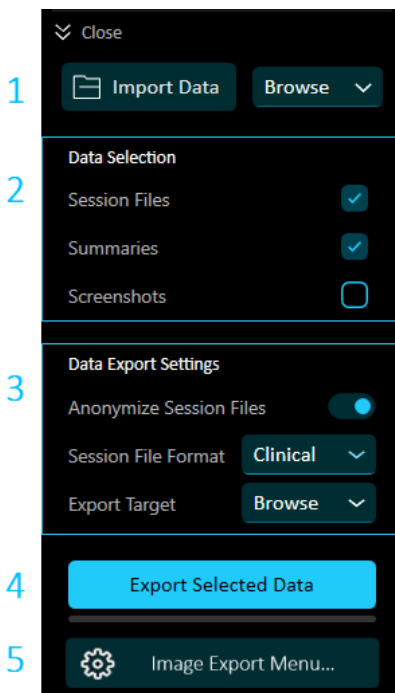 Close
1 Import Data Browse
2 Data Selection
Session Files
Summaries
Screenshots
3 Data Export Settings
Anonymize Session Files
Session File Format Clinical
Export Target Browse
4 Export Selected Data
5 Image Export Menu...